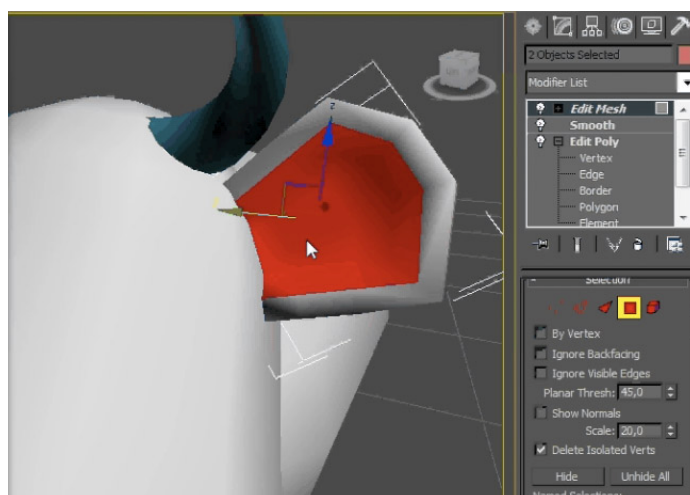 2 Objects Selected
Modifier List
Edit Mesh
Smooth
Edit Poly
Vertex
Edge
Border
Polygon
Element
Selection
By Vertex
Ignore Backfacing
Ignore Visible Edges
Planar Thresh: 45,0
Show Normals
Scale: 20,0
Delete Isolated Verts
Hide Unhide All
Named Selections:
z